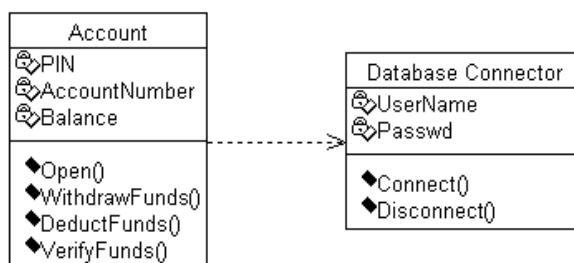 Account
PIN
AccountNumber
Balance
Open()
WithdrawFunds()
DeductFunds()
VerifyFunds()
Database Connector
UserName
Passwd
Connect()
Disconnect()